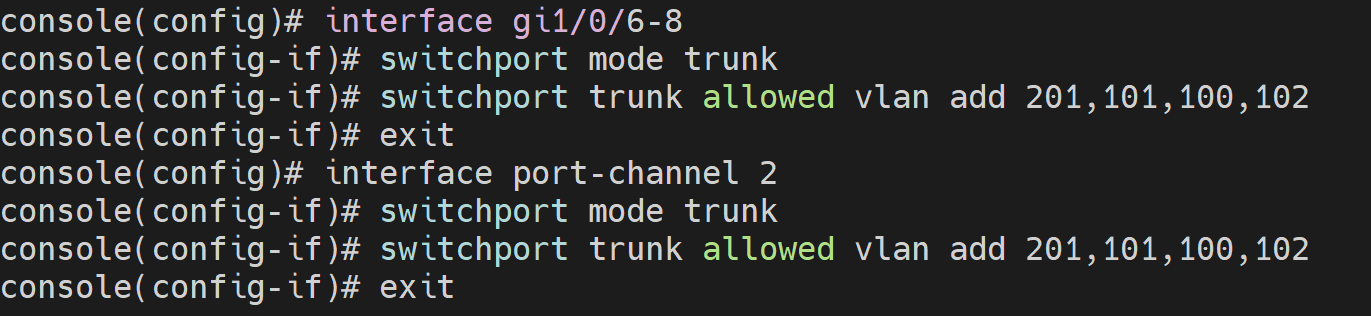 console(config)# interface gi1/0/6-8
console(config-if)# switchport mode trunk
console(config-if)# switchport trunk allowed vlan add 201,101,100,102
console(config-if)# exit
console(config)# interface port-channel 2
console(config-if)# switchport mode trunk
console(config-if)# switchport trunk allowed vlan add 201,101,100,102
console(config-if)# exit